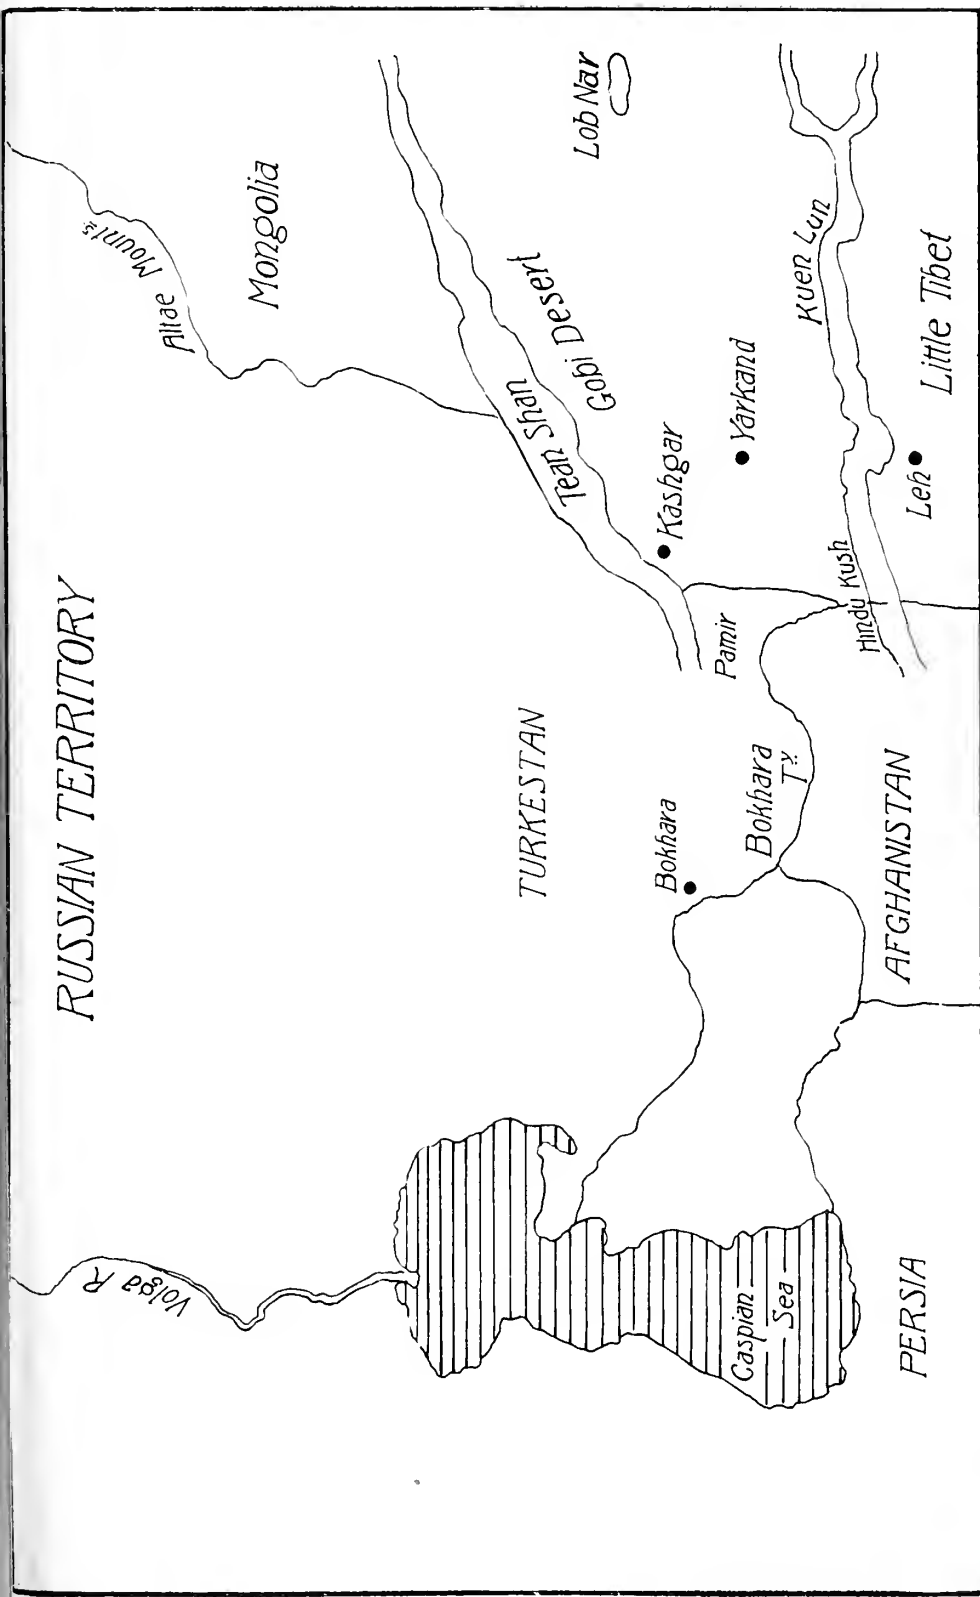 RUSSIAN TERRITORY
Volga R
Altae Mounts.
Mongolia
Tean Shan
Gobi Desert
Lob Nar
TURKESTAN
Kashgar
Yarkand
Pamir
Bokhara
Bokhara
Ty.
Caspian
Sea
Kuen Lun
Hindu Kush
Leh
Little Tibet
AFGHANISTAN
PERSIA